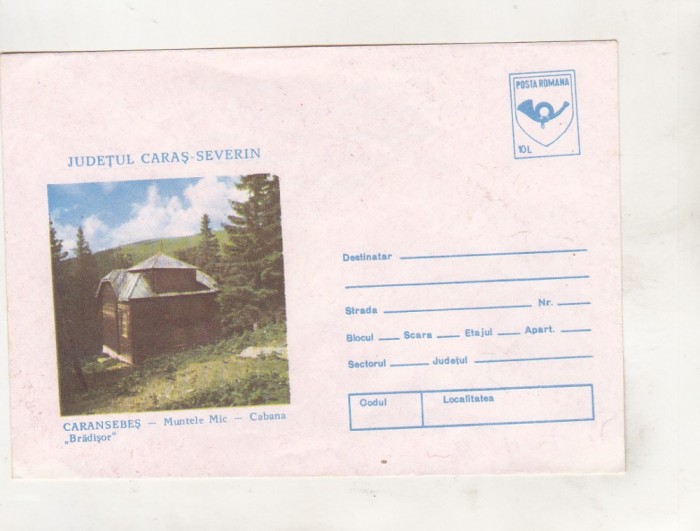 POSTA ROMANA
10 L
JUDEȚUL CARAȘ-SEVERIN
Destinatar
Strada Nr.
Blocul Scara Etajul Apart.
Sectorul Județul
Codul Localitatea
CARANSEBEȘ — Muntele Mic — Cabana
„Brădișor”